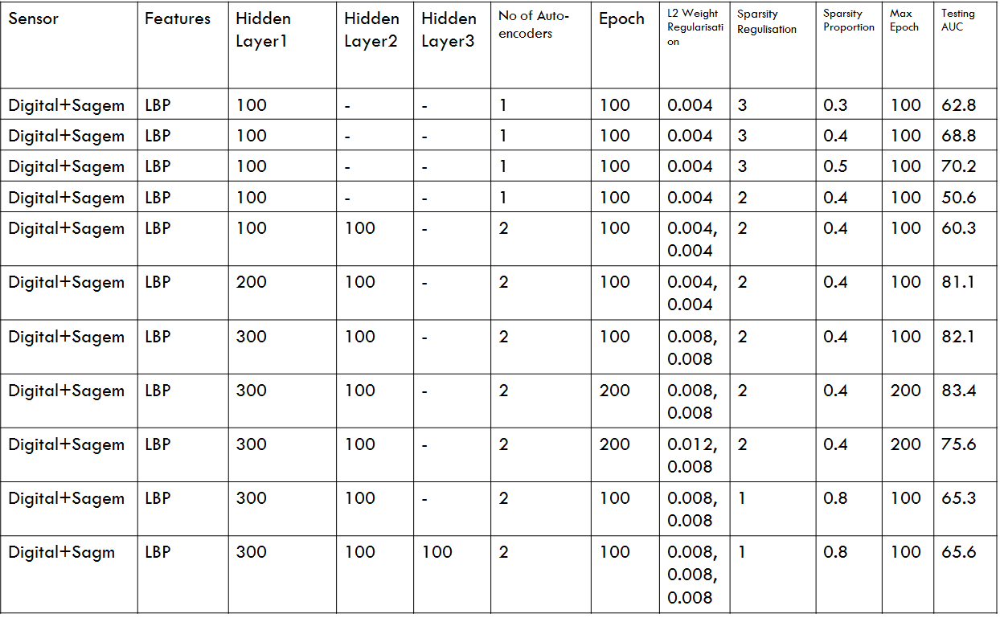 Sensor Features Hidden Layer1 Hidden Layer2 Hidden Layer3 No of Auto-encoders Epoch L2 Weight Regularisati on Sparsity Regulisation Sparsity Proportion Max Epoch Testing AUC
Digital+Sagem LBP 100 - - 1 100 0.004 3 0.3 100 62.8
Digital+Sagem LBP 100 - - 1 100 0.004 3 0.4 100 68.8
Digital+Sagem LBP 100 - - 1 100 0.004 3 0.5 100 70.2
Digital+Sagem LBP 100 - - 1 100 0.004 2 0.4 100 50.6
Digital+Sagem LBP 100 100 - 2 100 0.004, 2 0.4 100 60.3
0.004
Digital+Sagem LBP 200 100 - 2 100 0.004, 2 0.4 100 81.1
0.004
Digital+Sagem LBP 300 100 - 2 100 0.008, 2 0.4 100 82.1
0.008
Digital+Sagem LBP 300 100 - 2 200 0.008, 2 0.4 200 83.4
0.008
Digital+Sagem LBP 300 100 - 2 200 0.012, 2 0.4 200 75.6
0.008
Digital+Sagem LBP 300 100 - 2 100 0.008, 1 0.8 100 65.3
0.008
Digital+Sagm LBP 300 100 100 2 100 0.008, 1 0.8 100 65.6
0.008,
0.008